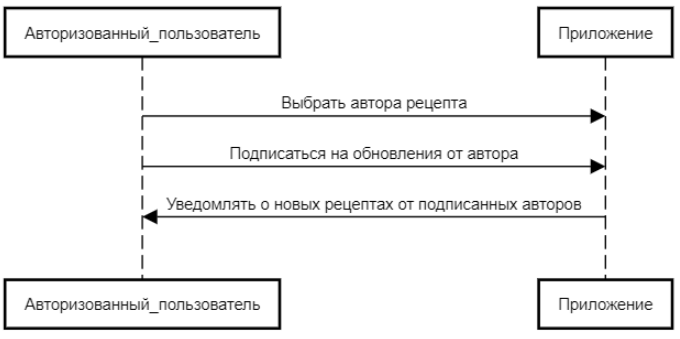 Авторизованный_пользователь
Приложение
Выбрать автора рецепта
Подписаться на обновления от автора
Уведомлять о новых рецептах от подписанных авторов
Авторизованный_пользователь
Приложение